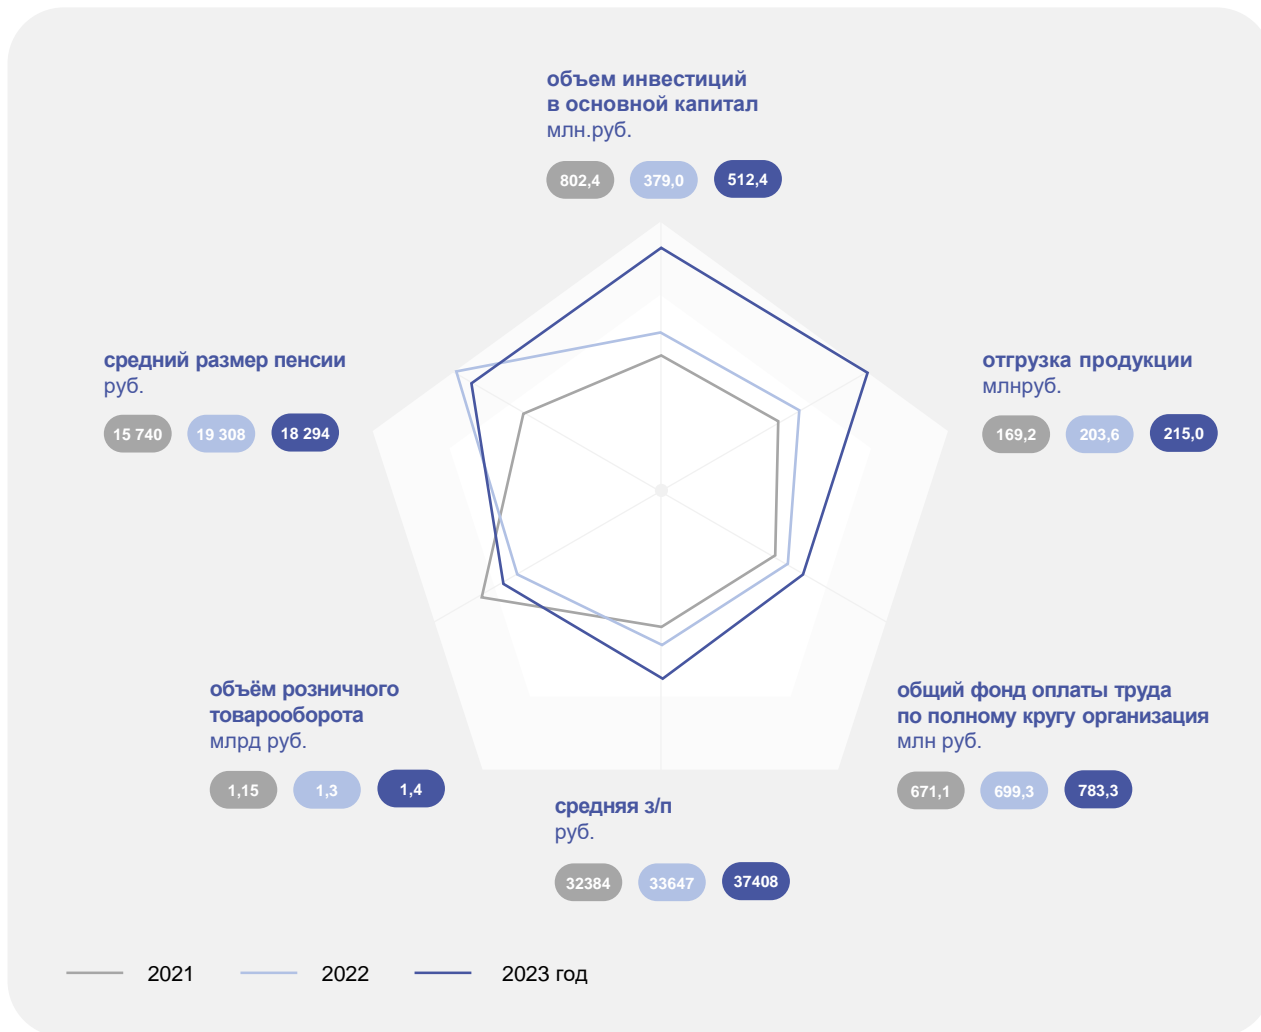 объем инвестиций
в основной капитал
млн.руб.
802,4 379,0 512,4
средний размер пенсии
руб.
15 740 19 308 18 294
отгрузка продукции
млнруб.
169,2 203,6 215,0
объём розничного
товарооборота
млрд руб.
1,15 1,3 1,4
общий фонд оплаты труда
по полному кругу организация
млн руб.
671,1 699,3 783,3
средняя з/п
руб.
32384 33647 37408
2021 2022 2023 год